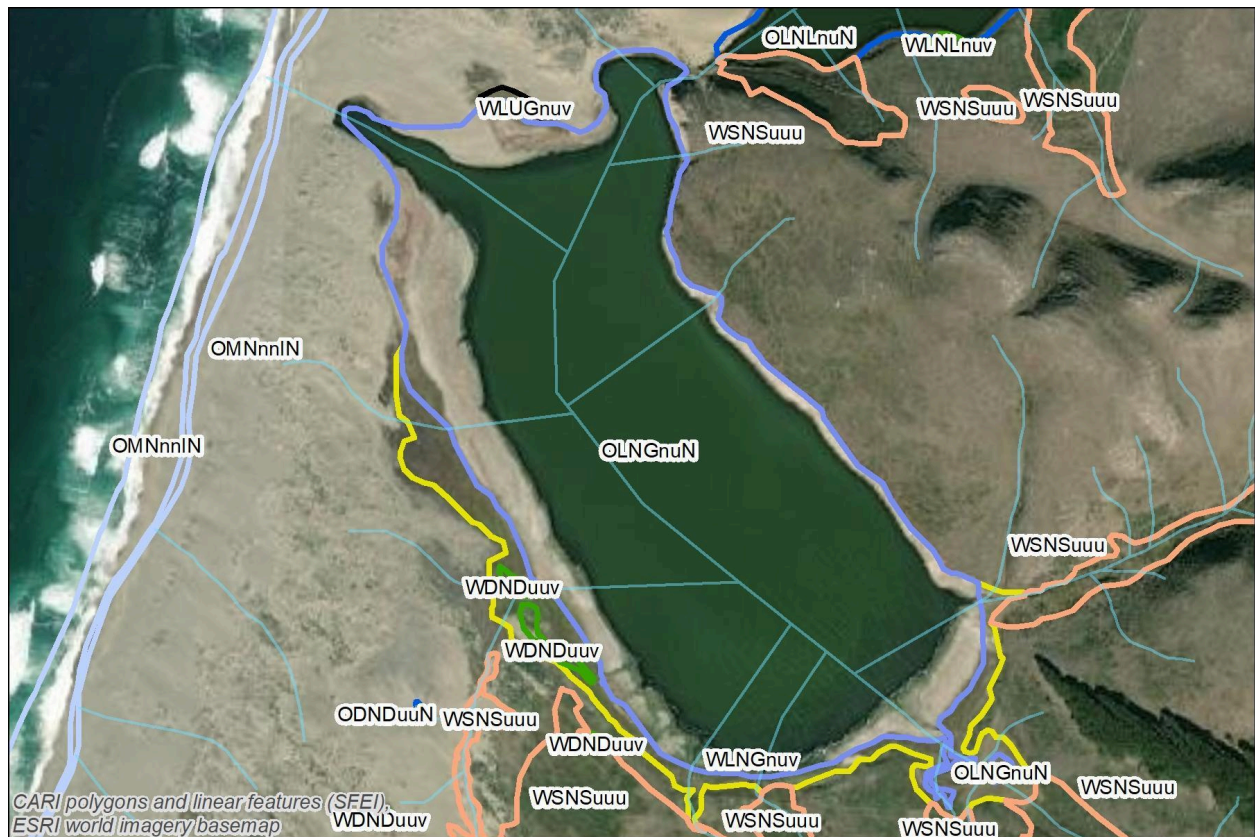 OLNLnuN
WLNLnuv
WLUGnuv
WSNSuuu
WSNSuuu
WSNSuuu
OMNnnIN
OMNnnIN
OLNGnuN
WSNSuuu
WDNDuuv
WDNDuuv
ODNDuuN
WSNSuuu
WDNDuuv
WLNGnuv
OLNGnuN
WSNSuuu
WSNSuuu
WSNSuuu
WSNSuuu
WDNDuuv
CARI polygons and linear features (SFEI),
ESRI world imagery basemap